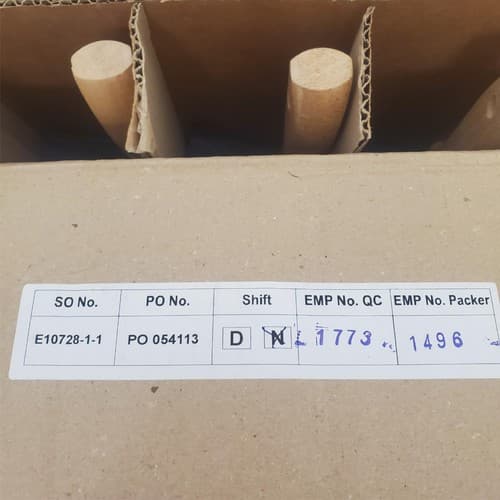 SO No. PO No. Shift EMP No. QC EMP No. Packer
E10728-1-1 PO 054113 D N 1773 1496